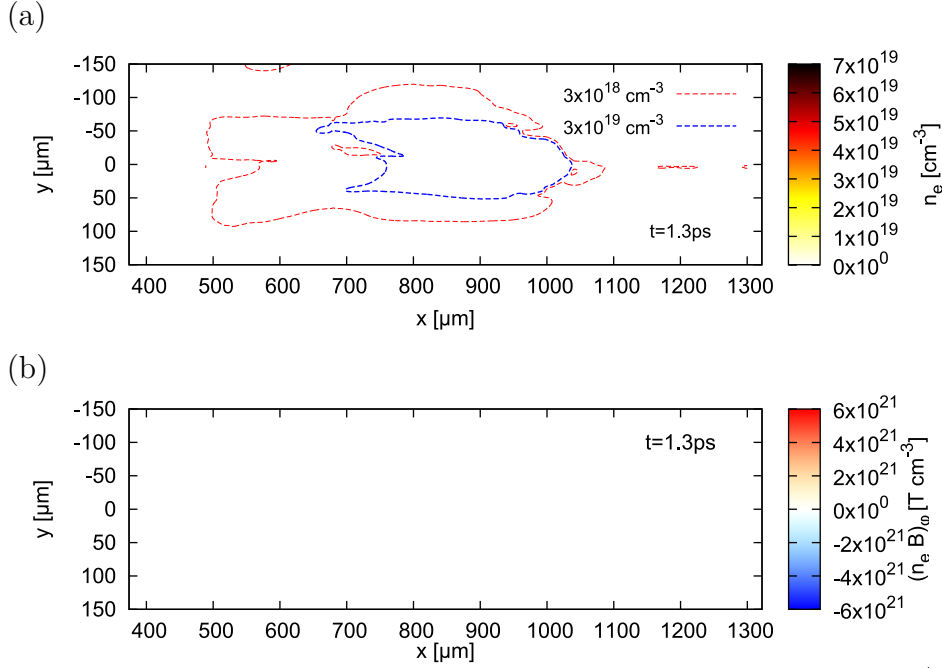 (a)
-150
-100
-50
0
50
100
150
y [µm]
3x10^18 cm^-3
3x10^19 cm^-3
t=1.3ps
400 500 600 700 800 900 1000 1100 1200 1300
x [µm]
7x10^19
6x10^19
5x10^19
4x10^19
3x10^19
2x10^19
1x10^19
0x10^0
n_e [cm^-3]
(b)
-150
-100
-50
0
50
100
150
y [µm]
t=1.3ps
400 500 600 700 800 900 1000 1100 1200 1300
x [µm]
6x10^21
4x10^21
2x10^21
0x10^0
-2x10^21
-4x10^21
-6x10^21
(n_e B)_φ [T cm^-3]